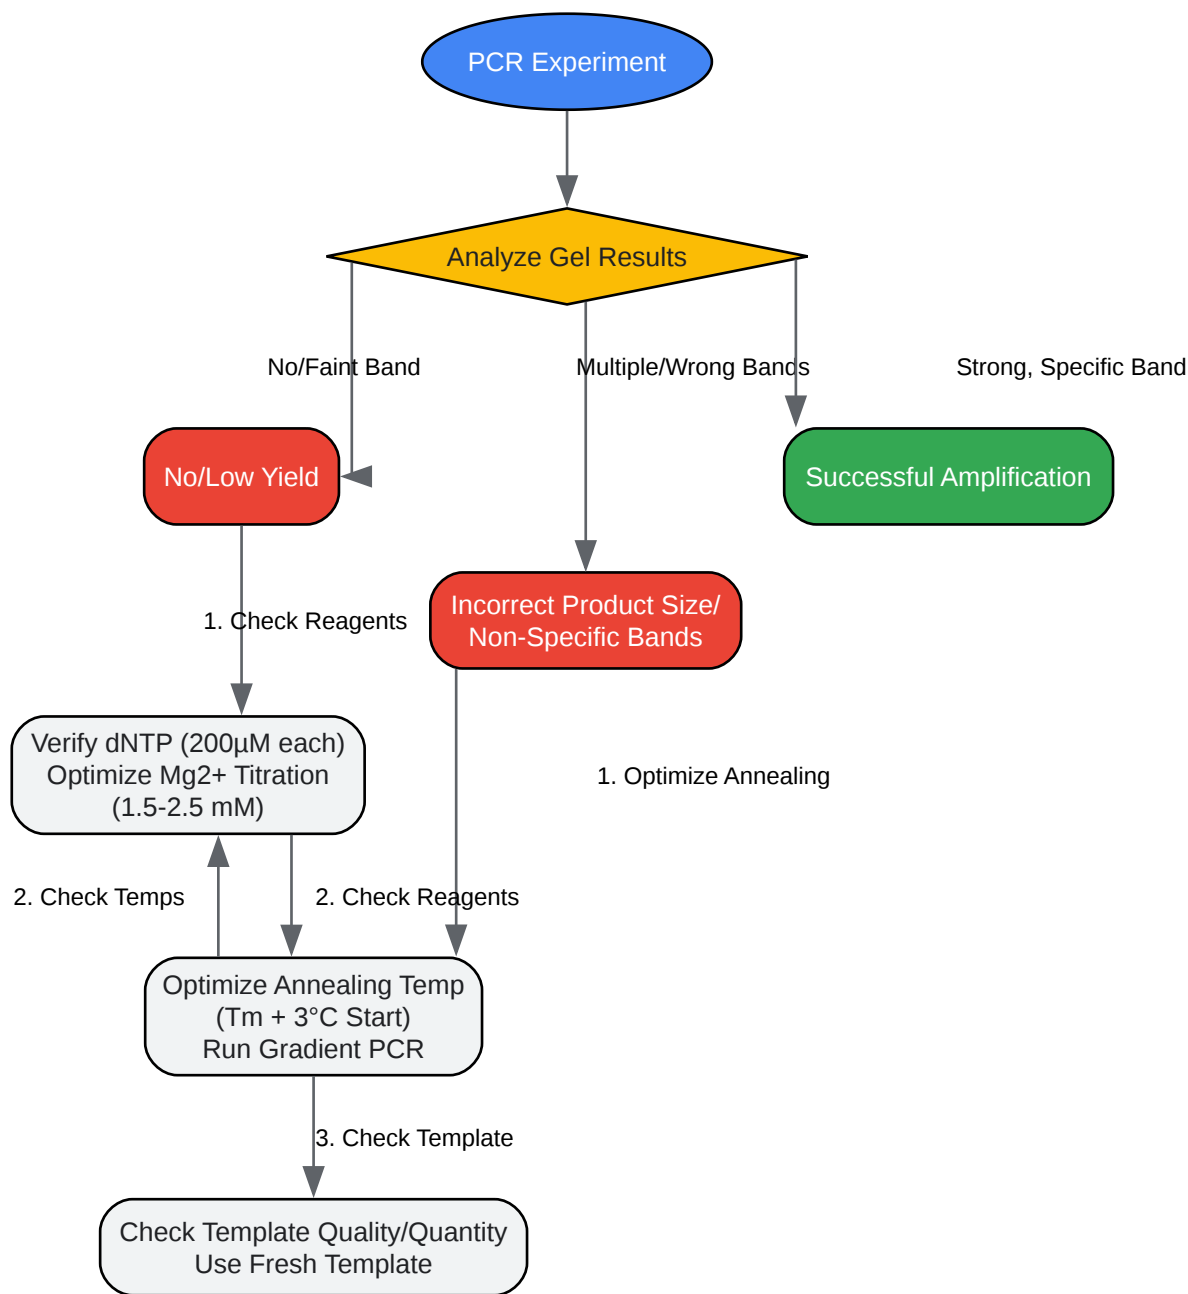 PCR Experiment
Analyze Gel Results
No/Faint Band
Multiple/Wrong Bands
Strong, Specific Band
No/Low Yield
Successful Amplification
1. Check Reagents
Incorrect Product Size/
Non-Specific Bands
Verify dNTP (200µM each)
Optimize Mg2+ Titration
(1.5-2.5 mM)
1. Optimize Annealing
2. Check Temps
2. Check Reagents
Optimize Annealing Temp
(Tm + 3°C Start)
Run Gradient PCR
3. Check Template
Check Template Quality/Quantity
Use Fresh Template